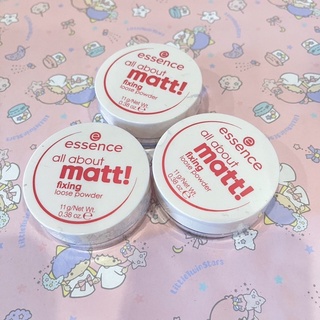 essence
all about
matt!
fixing
loose powder
11g/Net Wt.
0.38 oz.℮
essence
all about
matt!
fixing
loose powder
11g/Net Wt.
0.38 oz.℮
essence
all about
matt!
fixing
loose powder
11g/Net Wt.
0.38 oz.℮
LittleTwinStars